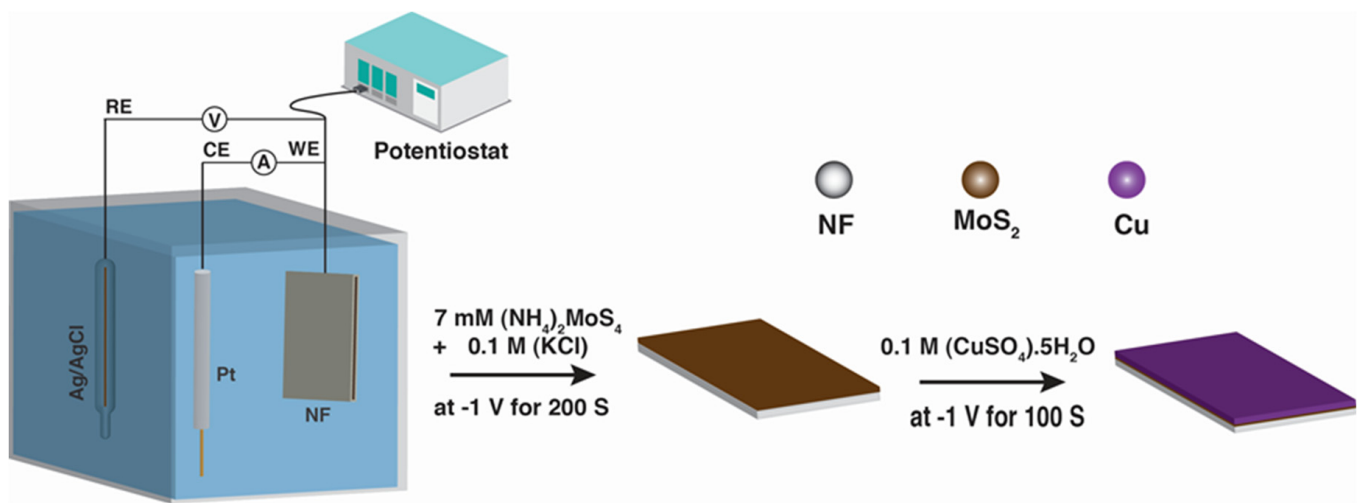 Potentiostat
RE
V
CE
A
WE
Ag/AgCl
Pt
NF
7 mM (NH₄)₂MoS₄
+ 0.1 M (KCl)
at -1 V for 200 S
NF
MoS₂
Cu
0.1 M (CuSO₄).5H₂O
at -1 V for 100 S